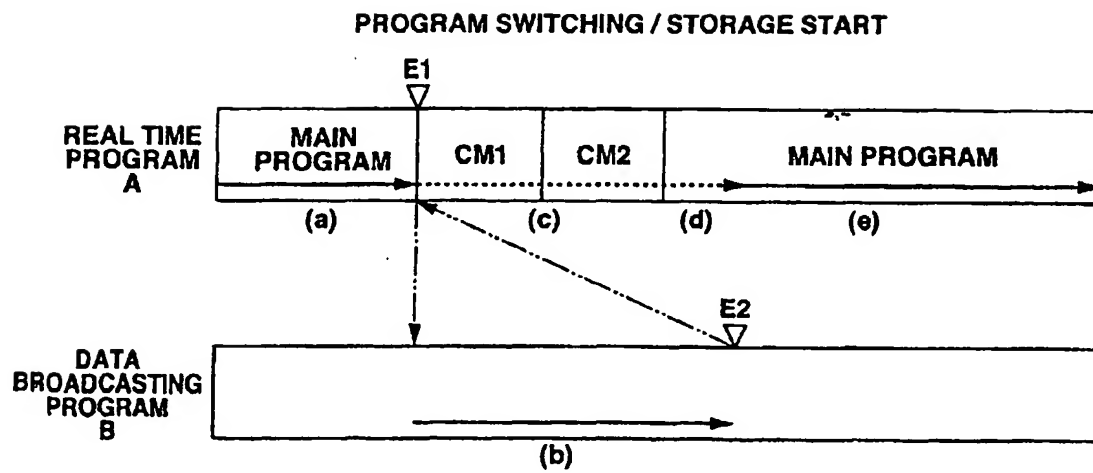 PROGRAM SWITCHING / STORAGE START
E1
REAL TIME
PROGRAM
A
MAIN
PROGRAM
CM1
CM2
MAIN PROGRAM
(a)
(c)
(d)
(e)
E2
DATA
BROADCASTING
PROGRAM
B
(b)